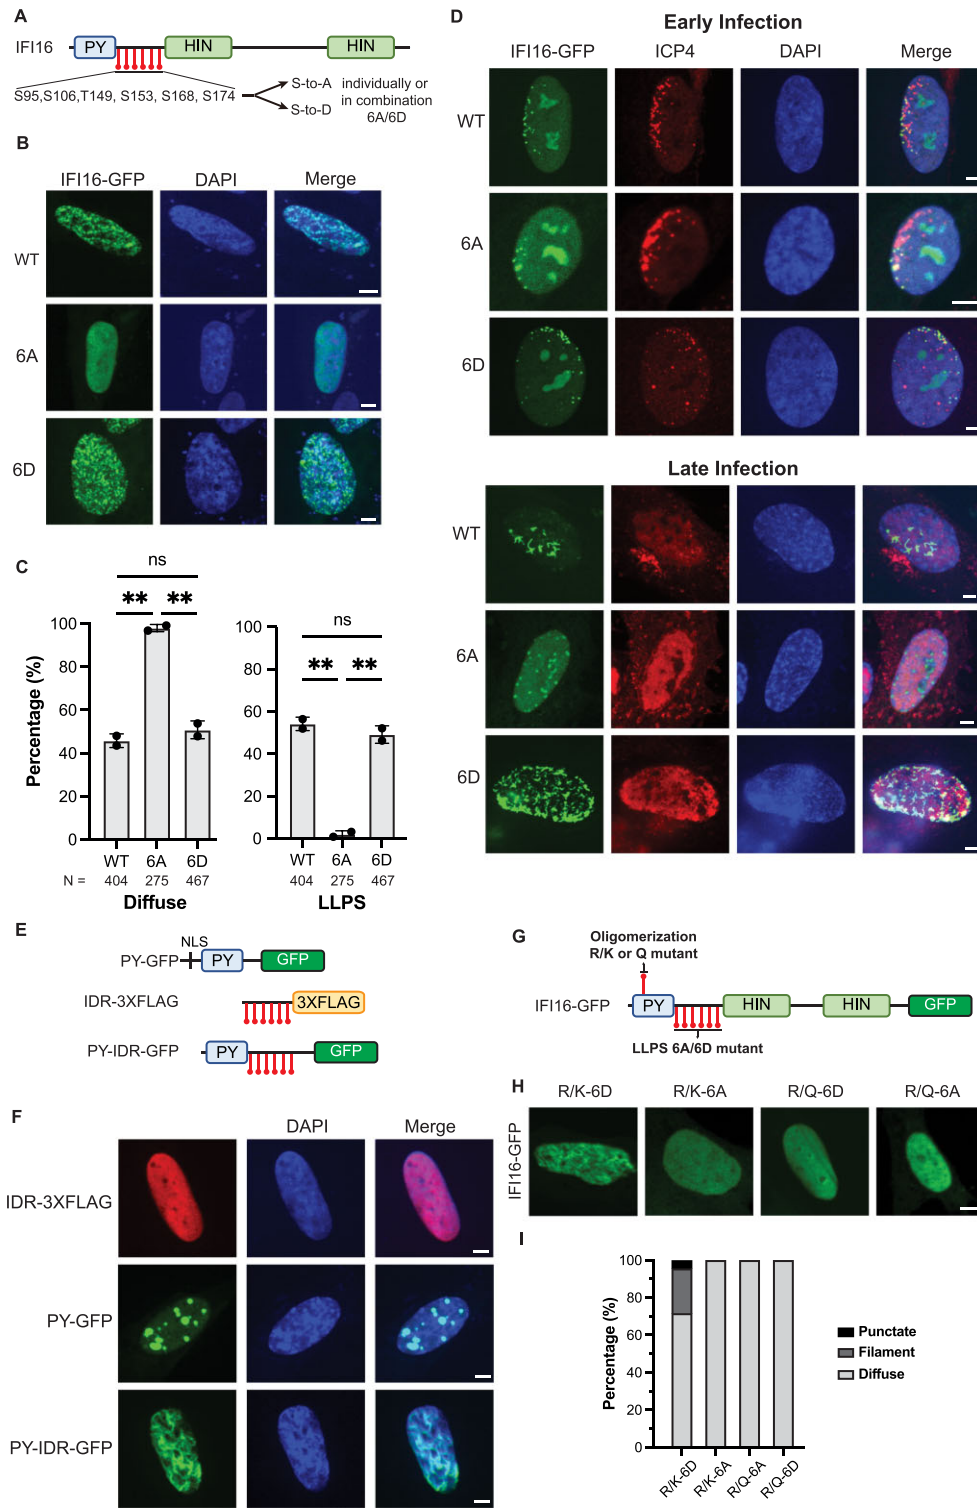 A
IFI16
PY
HIN
HIN
S95,S106,T149, S153, S168, S174
S-to-A
S-to-D
individually or
in combination
6A/6D
B
IFI16-GFP DAPI Merge
WT
6A
6D
C
ns
** **
ns
** **
Percentage (%)
100
80
60
40
20
0
100
80
60
40
20
0
WT 6A 6D
N = 404 275 467
Diffuse
WT 6A 6D
404 275 467
LLPS
D
Early Infection
IFI16-GFP ICP4 DAPI Merge
WT
6A
6D
Late Infection
WT
6A
6D
E
NLS
PY-GFP
PY
GFP
IDR-3XFLAG
3XFLAG
PY-IDR-GFP
PY
GFP
F
DAPI Merge
IDR-3XFLAG
PY-GFP
PY-IDR-GFP
G
Oligomerization
R/K or Q mutant
IFI16-GFP
PY
HIN
HIN
GFP
LLPS 6A/6D mutant
H
R/K-6D R/K-6A R/Q-6D R/Q-6A
IFI16-GFP
I
Percentage (%)
100
80
60
40
20
0
R/K-6D
R/K-6A
R/Q-6A
R/Q-6D
Punctate
Filament
Diffuse